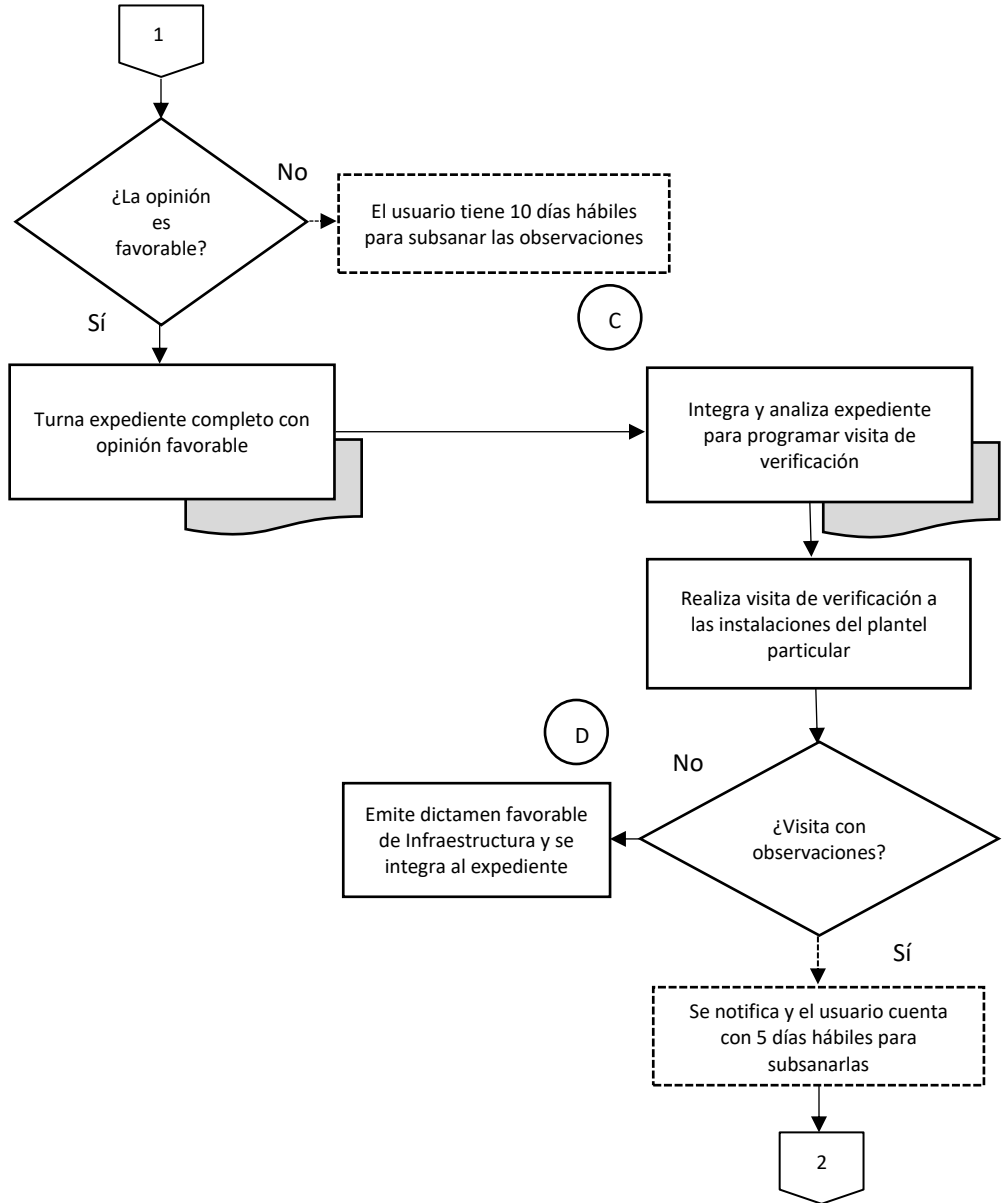 1
¿La opinión
es
favorable?
No
El usuario tiene 10 días hábiles
para subsanar las observaciones
Sí
C
Turna expediente completo con
opinión favorable
Integra y analiza expediente
para programar visita de
verificación
Realiza visita de verificación a
las instalaciones del plantel
particular
D
No
Emite dictamen favorable
de Infraestructura y se
integra al expediente
¿Visita con
observaciones?
Sí
Se notifica y el usuario cuenta
con 5 días hábiles para
subsanarlas
2